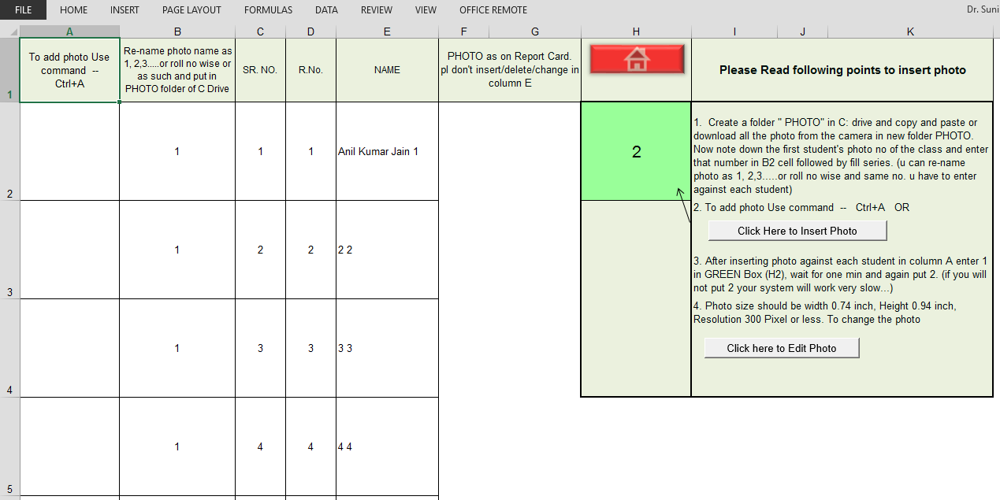 FILE HOME INSERT PAGE LAYOUT FORMULAS DATA REVIEW VIEW OFFICE REMOTE Dr. Suni
A B C D E F G H I J K
1
To add photo Use
command --
Ctrl+A
Re-name photo name as
1, 2,3.....or roll no wise or
as such and put in
PHOTO folder of C Drive
SR. NO.
R.No.
NAME
PHOTO as on Report Card.
pl don't insert/delete/change in
column E
Please Read following points to insert photo
2
1 1 1 Anil Kumar Jain 1
2
1. Create a folder " PHOTO" in C: drive and copy and paste or
download all the photo from the camera in new folder PHOTO.
Now note down the first student's photo no of the class and enter
that number in B2 cell followed by fill series. (u can re-name
photo as 1, 2,3.....or roll no wise and same no. u have to enter
against each student)
2. To add photo Use command -- Ctrl+A OR
Click Here to Insert Photo
3. After inserting photo against each student in column A enter 1
in GREEN Box (H2), wait for one min and again put 2. (if you will
not put 2 your system will work very slow...)
4. Photo size should be width 0.74 inch, Height 0.94 inch,
Resolution 300 Pixel or less. To change the photo
Click here to Edit Photo
3
1 2 2 2 2
4
1 3 3 3 3
5
1 4 4 4 4